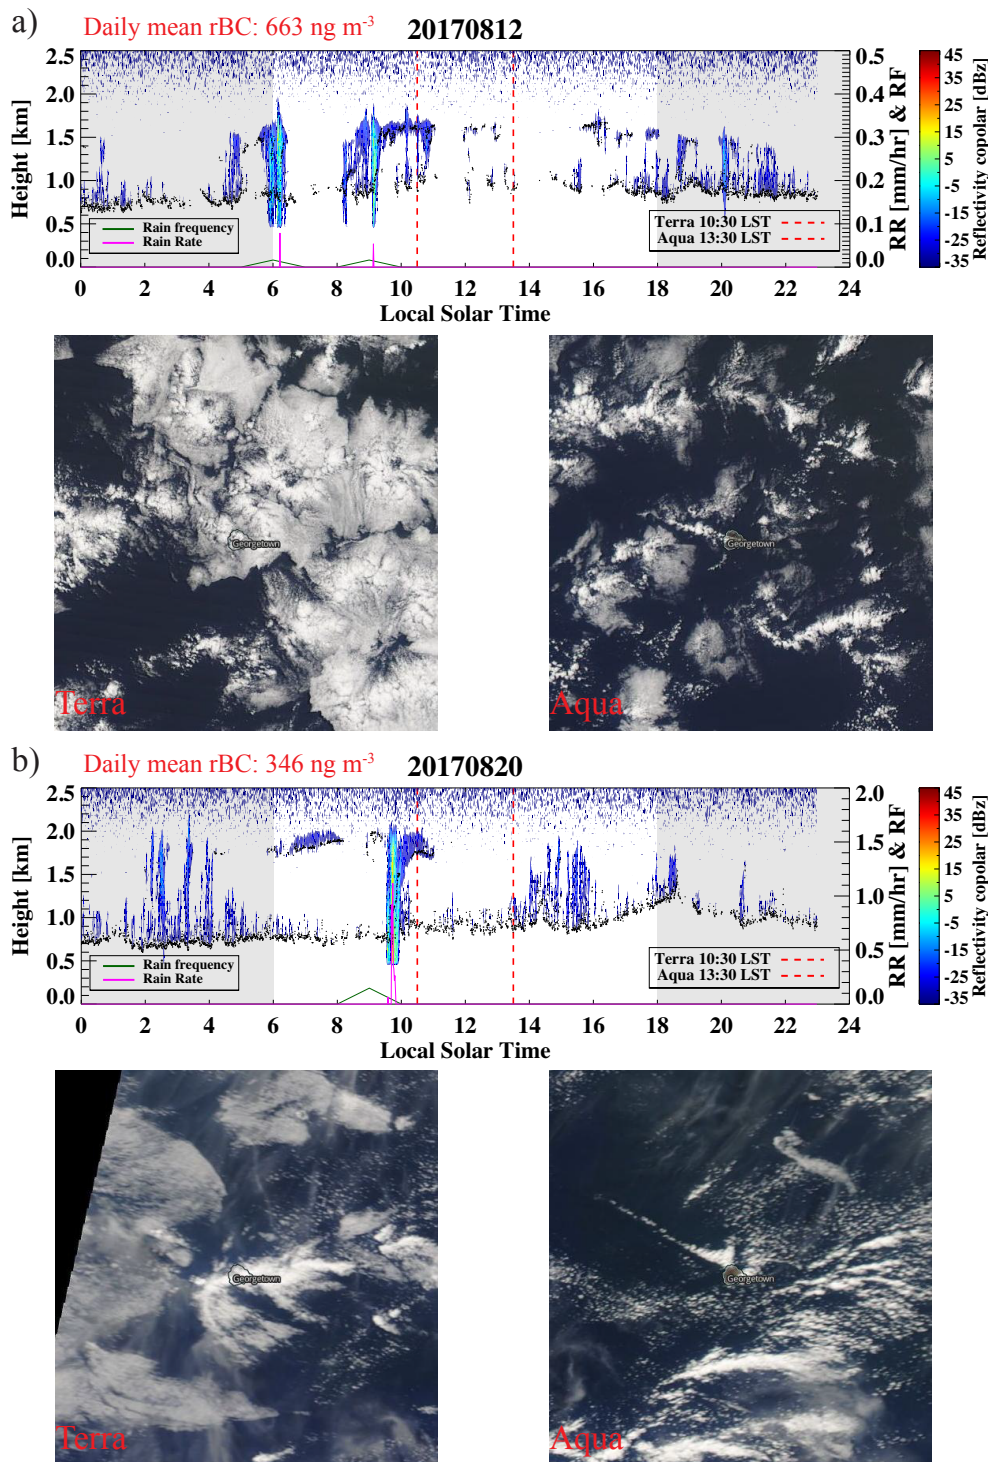 a)
Daily mean rBC: 663 ng m-3
20170812
2.5
2.0
1.5
1.0
0.5
0.0
Height [km]
Rain frequency
Rain Rate
Terra 10:30 LST
Aqua 13:30 LST
0 2 4 6 8 10 12 14 16 18 20 22 24
Local Solar Time
0.5
0.4
0.3
0.2
0.1
0.0
RR [mm/hr] & RF
45
35
25
15
5
-5
-15
-25
-35
Reflectivity copolar [dBz]
Georgetown
Terra
Georgetown
Aqua
b)
Daily mean rBC: 346 ng m-3
20170820
2.5
2.0
1.5
1.0
0.5
0.0
Height [km]
Rain frequency
Rain Rate
Terra 10:30 LST
Aqua 13:30 LST
0 2 4 6 8 10 12 14 16 18 20 22 24
Local Solar Time
2.0
1.5
1.0
0.5
0.0
RR [mm/hr] & RF
45
35
25
15
5
-5
-15
-25
-35
Reflectivity copolar [dBz]
Georgetown
Terra
Georgetown
Aqua